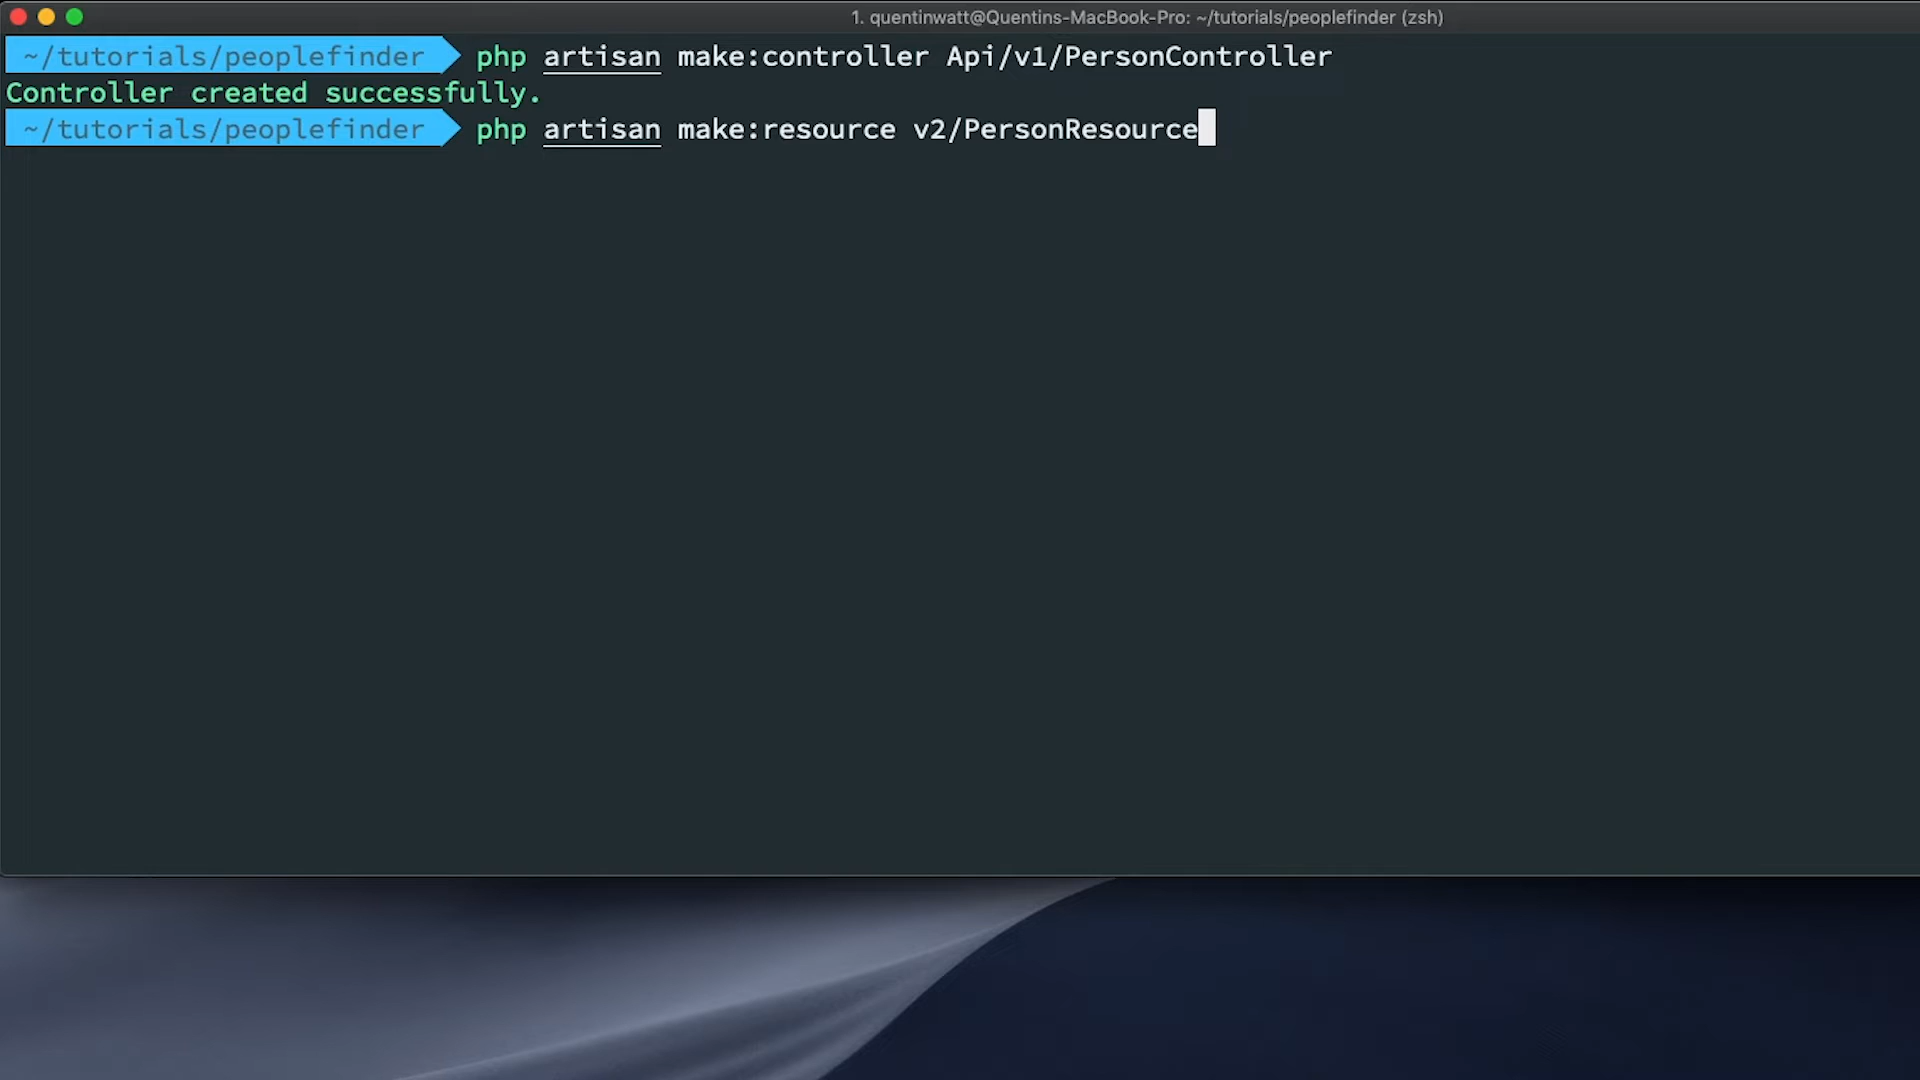 1. quentinwatt@Quentins-MacBook-Pro: ~/tutorials/peoplefinder (zsh)
~/tutorials/peoplefinder php artisan make:controller Api/v1/PersonController
Controller created successfully.
~/tutorials/peoplefinder php artisan make:resource v2/PersonResource